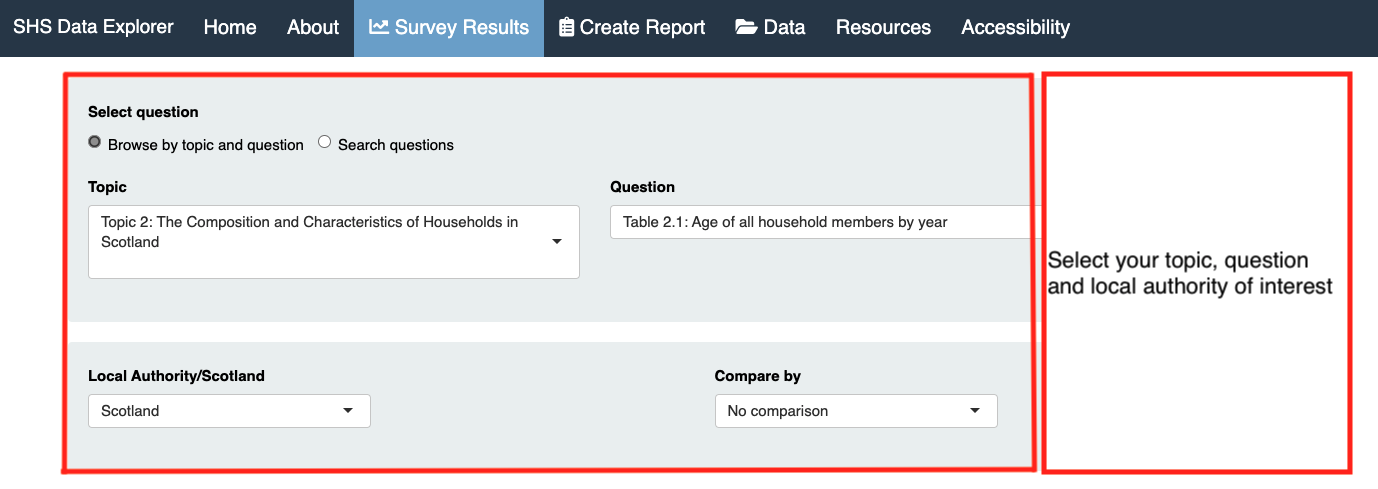 SHS Data Explorer Home About Survey Results Create Report Data Resources Accessibility
Select question
Browse by topic and question Search questions
Topic Question
Topic 2: The Composition and Characteristics of Households in
Scotland
Table 2.1: Age of all household members by year
Select your topic, question
and local authority of interest
Local Authority/Scotland Compare by
Scotland No comparison